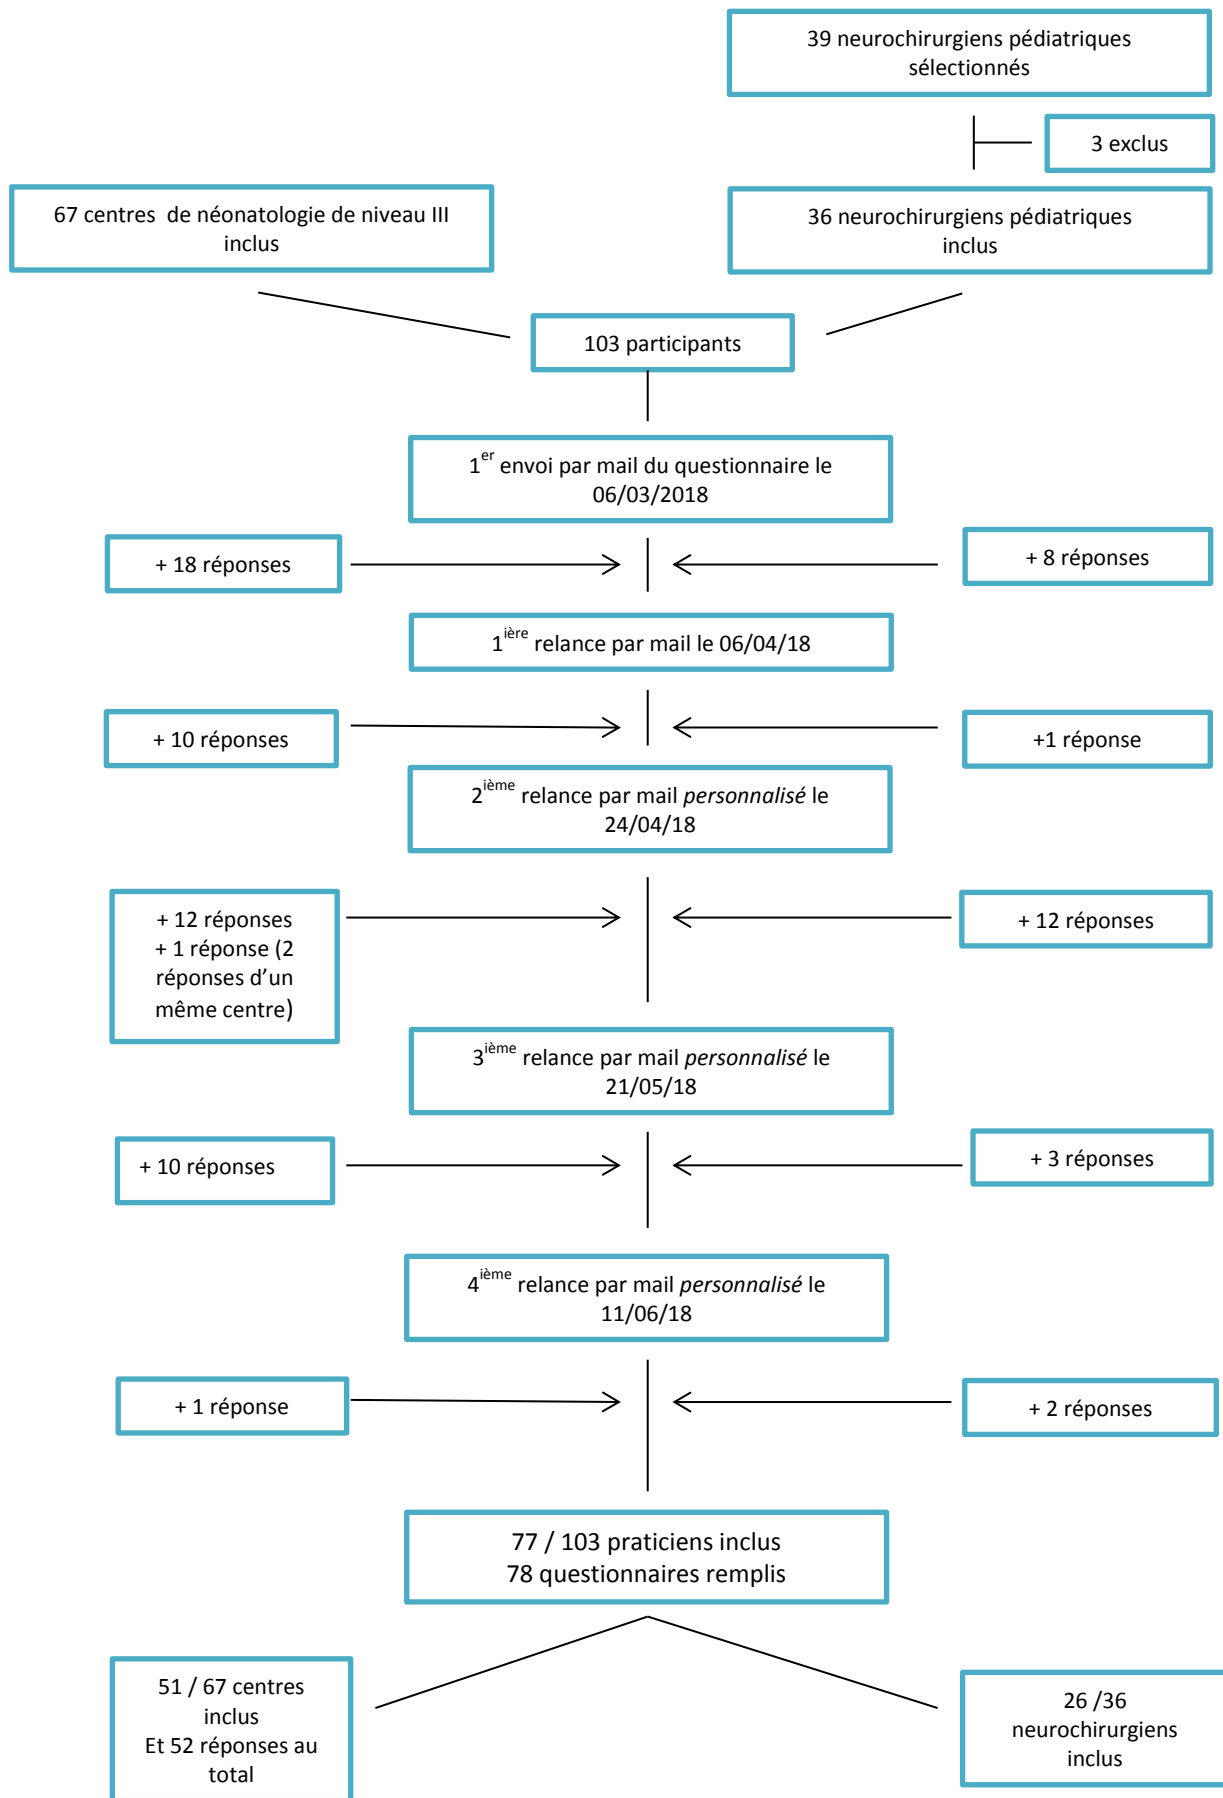 39 neurochirurgiens pédiatriques
sélectionnés
3 exclus
67 centres de néonatologie de niveau III
inclus
36 neurochirurgiens pédiatriques
inclus
103 participants
1er envoi par mail du questionnaire le
06/03/2018
+ 18 réponses
+ 8 réponses
1ière relance par mail le 06/04/18
+ 10 réponses
+1 réponse
2ième relance par mail personnalisé le
24/04/18
+ 12 réponses
+ 1 réponse (2
réponses d’un
même centre)
+ 12 réponses
3ième relance par mail personnalisé le
21/05/18
+ 10 réponses
+ 3 réponses
4ième relance par mail personnalisé le
11/06/18
+ 1 réponse
+ 2 réponses
77 / 103 praticiens inclus
78 questionnaires remplis
51 / 67 centres
inclus
Et 52 réponses au
total
26 /36
neurochirurgiens
inclus